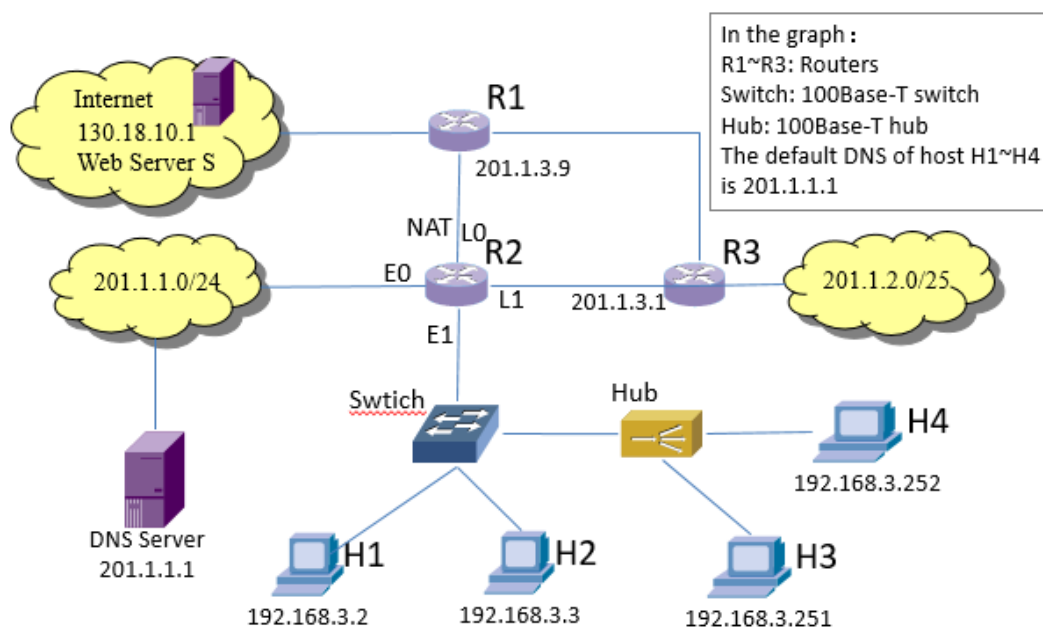 In the graph :
R1~R3: Routers
Switch: 100Base-T switch
Hub: 100Base-T hub
The default DNS of host H1~H4
is 201.1.1.1
Internet
130.18.10.1
Web Server S
R1
201.1.3.9
NAT
L0
R2
R3
201.1.1.0/24
E0
L1
201.1.3.1
201.1.2.0/25
E1
Swtich
Hub
H4
192.168.3.252
DNS Server
201.1.1.1
H1
192.168.3.2
H2
192.168.3.3
H3
192.168.3.251